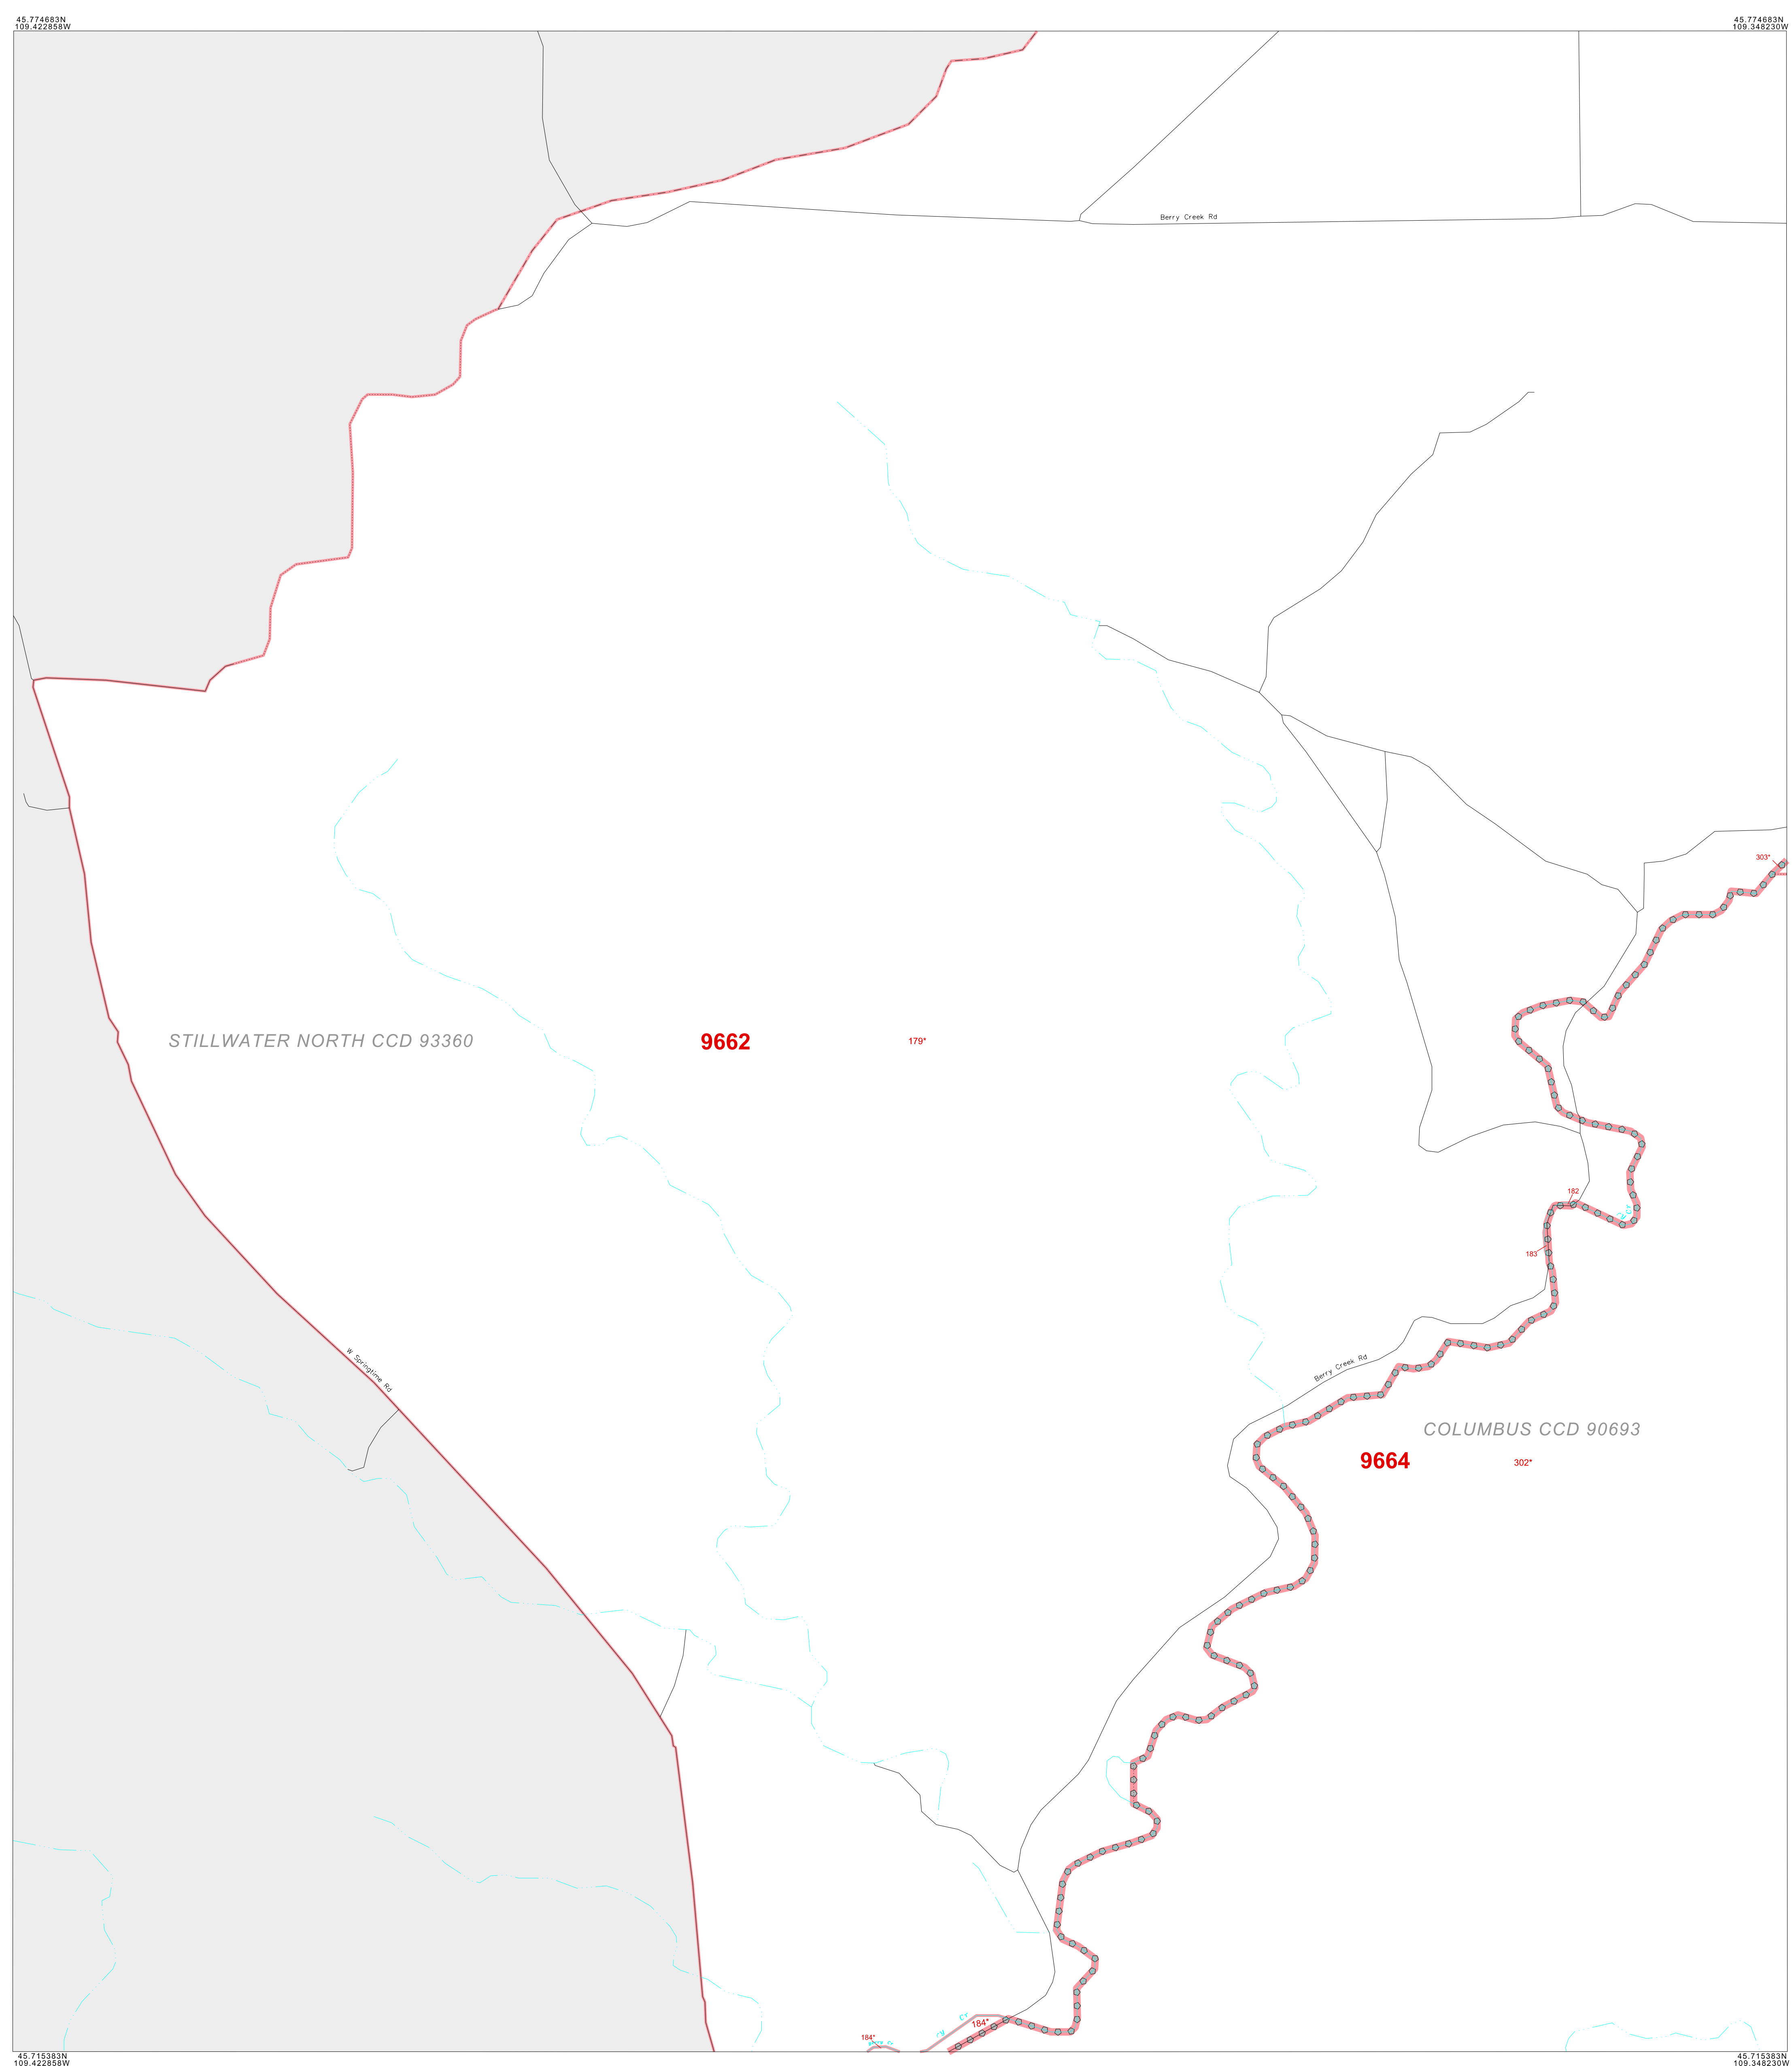 45.774683N
109.422858W
45.774683N
109.348230W
Berry Creek Rd
303*
STILLWATER NORTH CCD 93360
9662
179*
182
183
W Springtime Rd
Berry Creek Rd
COLUMBUS CCD 90693
9664
302*
184*
184*
45.715383N
109.422858W
45.715383N
109.348230W